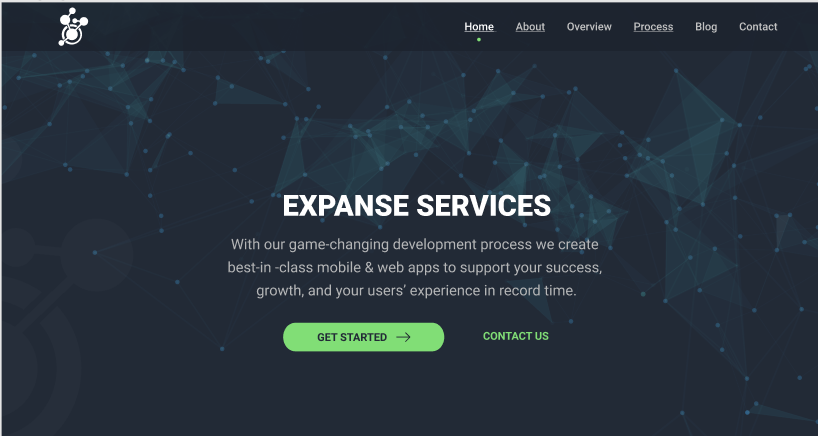 Home About Overview Process Blog Contact
EXPANSE SERVICES
With our game-changing development process we create
best-in -class mobile & web apps to support your success,
growth, and your users’ experience in record time.
GET STARTED → CONTACT US